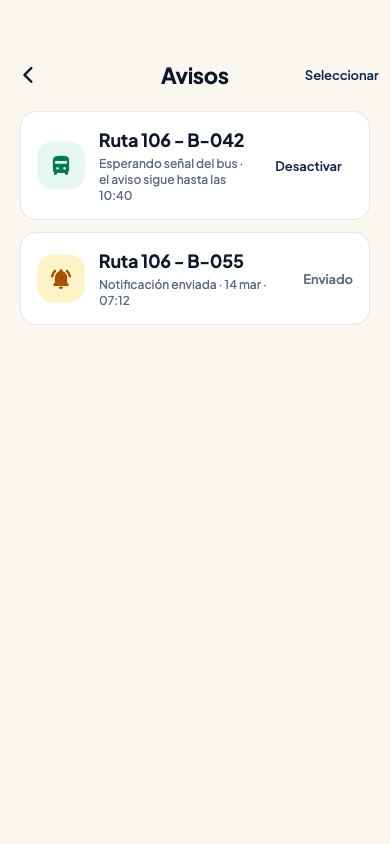 Avisos
Seleccionar
Ruta 106 – B-042
Esperando señal del bus ·
el aviso sigue hasta las
10:40
Desactivar
Ruta 106 – B-055
Notificación enviada · 14 mar ·
07:12
Enviado